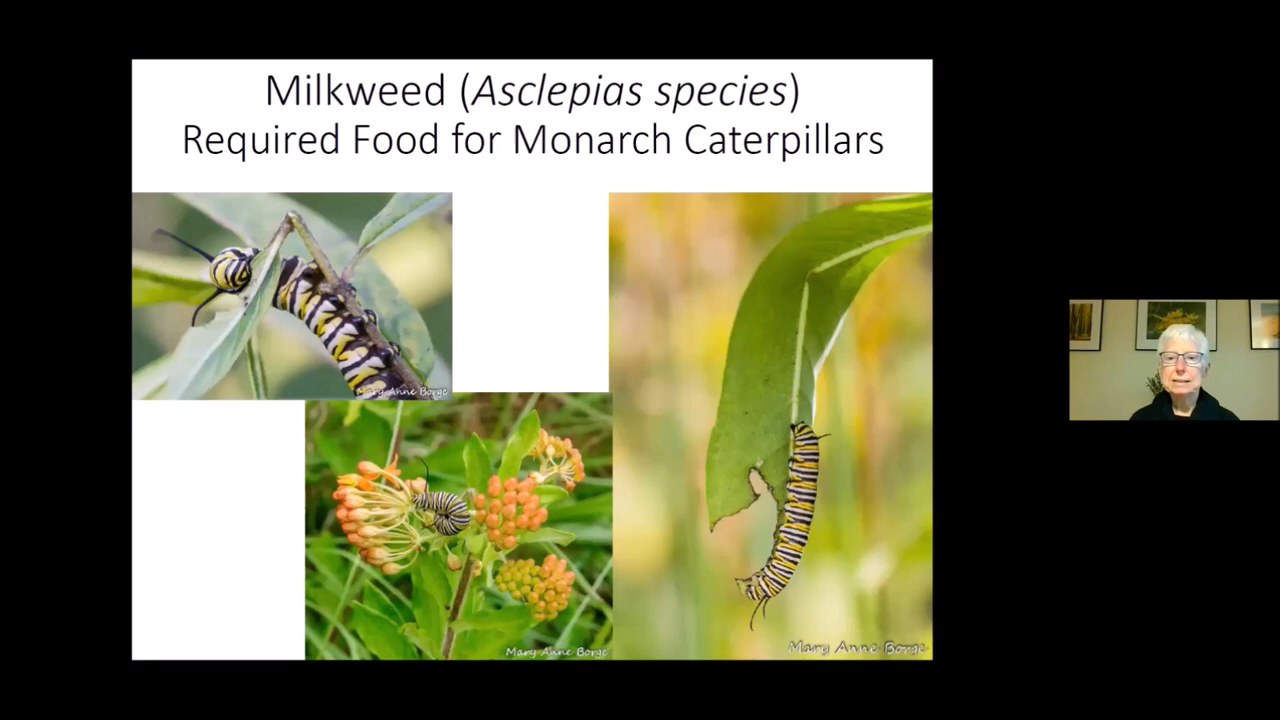 Milkweed (Asclepias species)
Required Food for Monarch Caterpillars
Mary Anne Borge
Mary Anne Borge
Mary Anne Borge